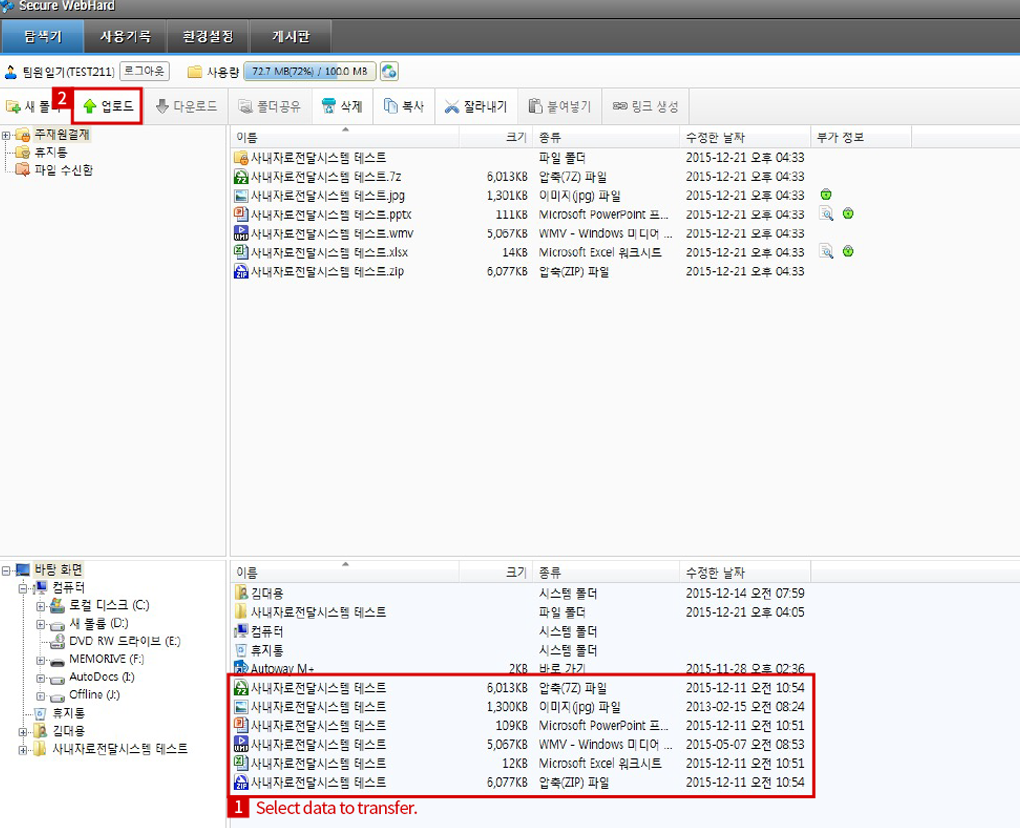 Secure WebHard
탐색기 사용기록 환경설정 게시판
팀원일기(TEST211) 로그아웃 사용량 72.7 MB(72%) / 100.0 MB
새 폴 2 업로드 다운로드 폴더공유 삭제 복사 잘라내기 붙여넣기 링크 생성
주재원결재
휴지통
파일 수신함
이름 크기 종류 수정한 날짜 부가 정보
사내자료전달시스템 테스트 파일 폴더 2015-12-21 오후 04:33
사내자료전달시스템 테스트.7z 6,013KB 압축(7Z) 파일 2015-12-21 오후 04:33
사내자료전달시스템 테스트.jpg 1,301KB 이미지(jpg) 파일 2015-12-21 오후 04:33
사내자료전달시스템 테스트.pptx 111KB Microsoft PowerPoint 프... 2015-12-21 오후 04:33
사내자료전달시스템 테스트.wmv 5,067KB WMV - Windows 미디어 ... 2015-12-21 오후 04:33
사내자료전달시스템 테스트.xlsx 14KB Microsoft Excel 워크시트 2015-12-21 오후 04:33
사내자료전달시스템 테스트.zip 6,077KB 압축(ZIP) 파일 2015-12-21 오후 04:33
바탕 화면
컴퓨터
로컬 디스크 (C:)
새 볼륨 (D:)
DVD RW 드라이브 (E:)
MEMORIVE (F:)
AutoDocs (I:)
Offline (J:)
휴지통
김대용
사내자료전달시스템 테스트
이름 크기 종류 수정한 날짜
김대용 시스템 폴더 2015-12-14 오전 07:59
사내자료전달시스템 테스트 파일 폴더 2015-12-21 오후 04:05
컴퓨터 시스템 폴더
휴지통 시스템 폴더
Autoway M+ 2KB 바로 가기 2015-11-28 오후 02:36
사내자료전달시스템 테스트 6,013KB 압축(7Z) 파일 2015-12-11 오전 10:54
사내자료전달시스템 테스트 1,300KB 이미지(jpg) 파일 2013-02-15 오전 08:24
사내자료전달시스템 테스트 109KB Microsoft PowerPoint 프... 2015-12-11 오전 10:51
사내자료전달시스템 테스트 5,067KB WMV - Windows 미디어 ... 2015-05-07 오전 08:53
사내자료전달시스템 테스트 12KB Microsoft Excel 워크시트 2015-12-11 오전 10:51
사내자료전달시스템 테스트 6,077KB 압축(ZIP) 파일 2015-12-11 오전 10:54
1 Select data to transfer.